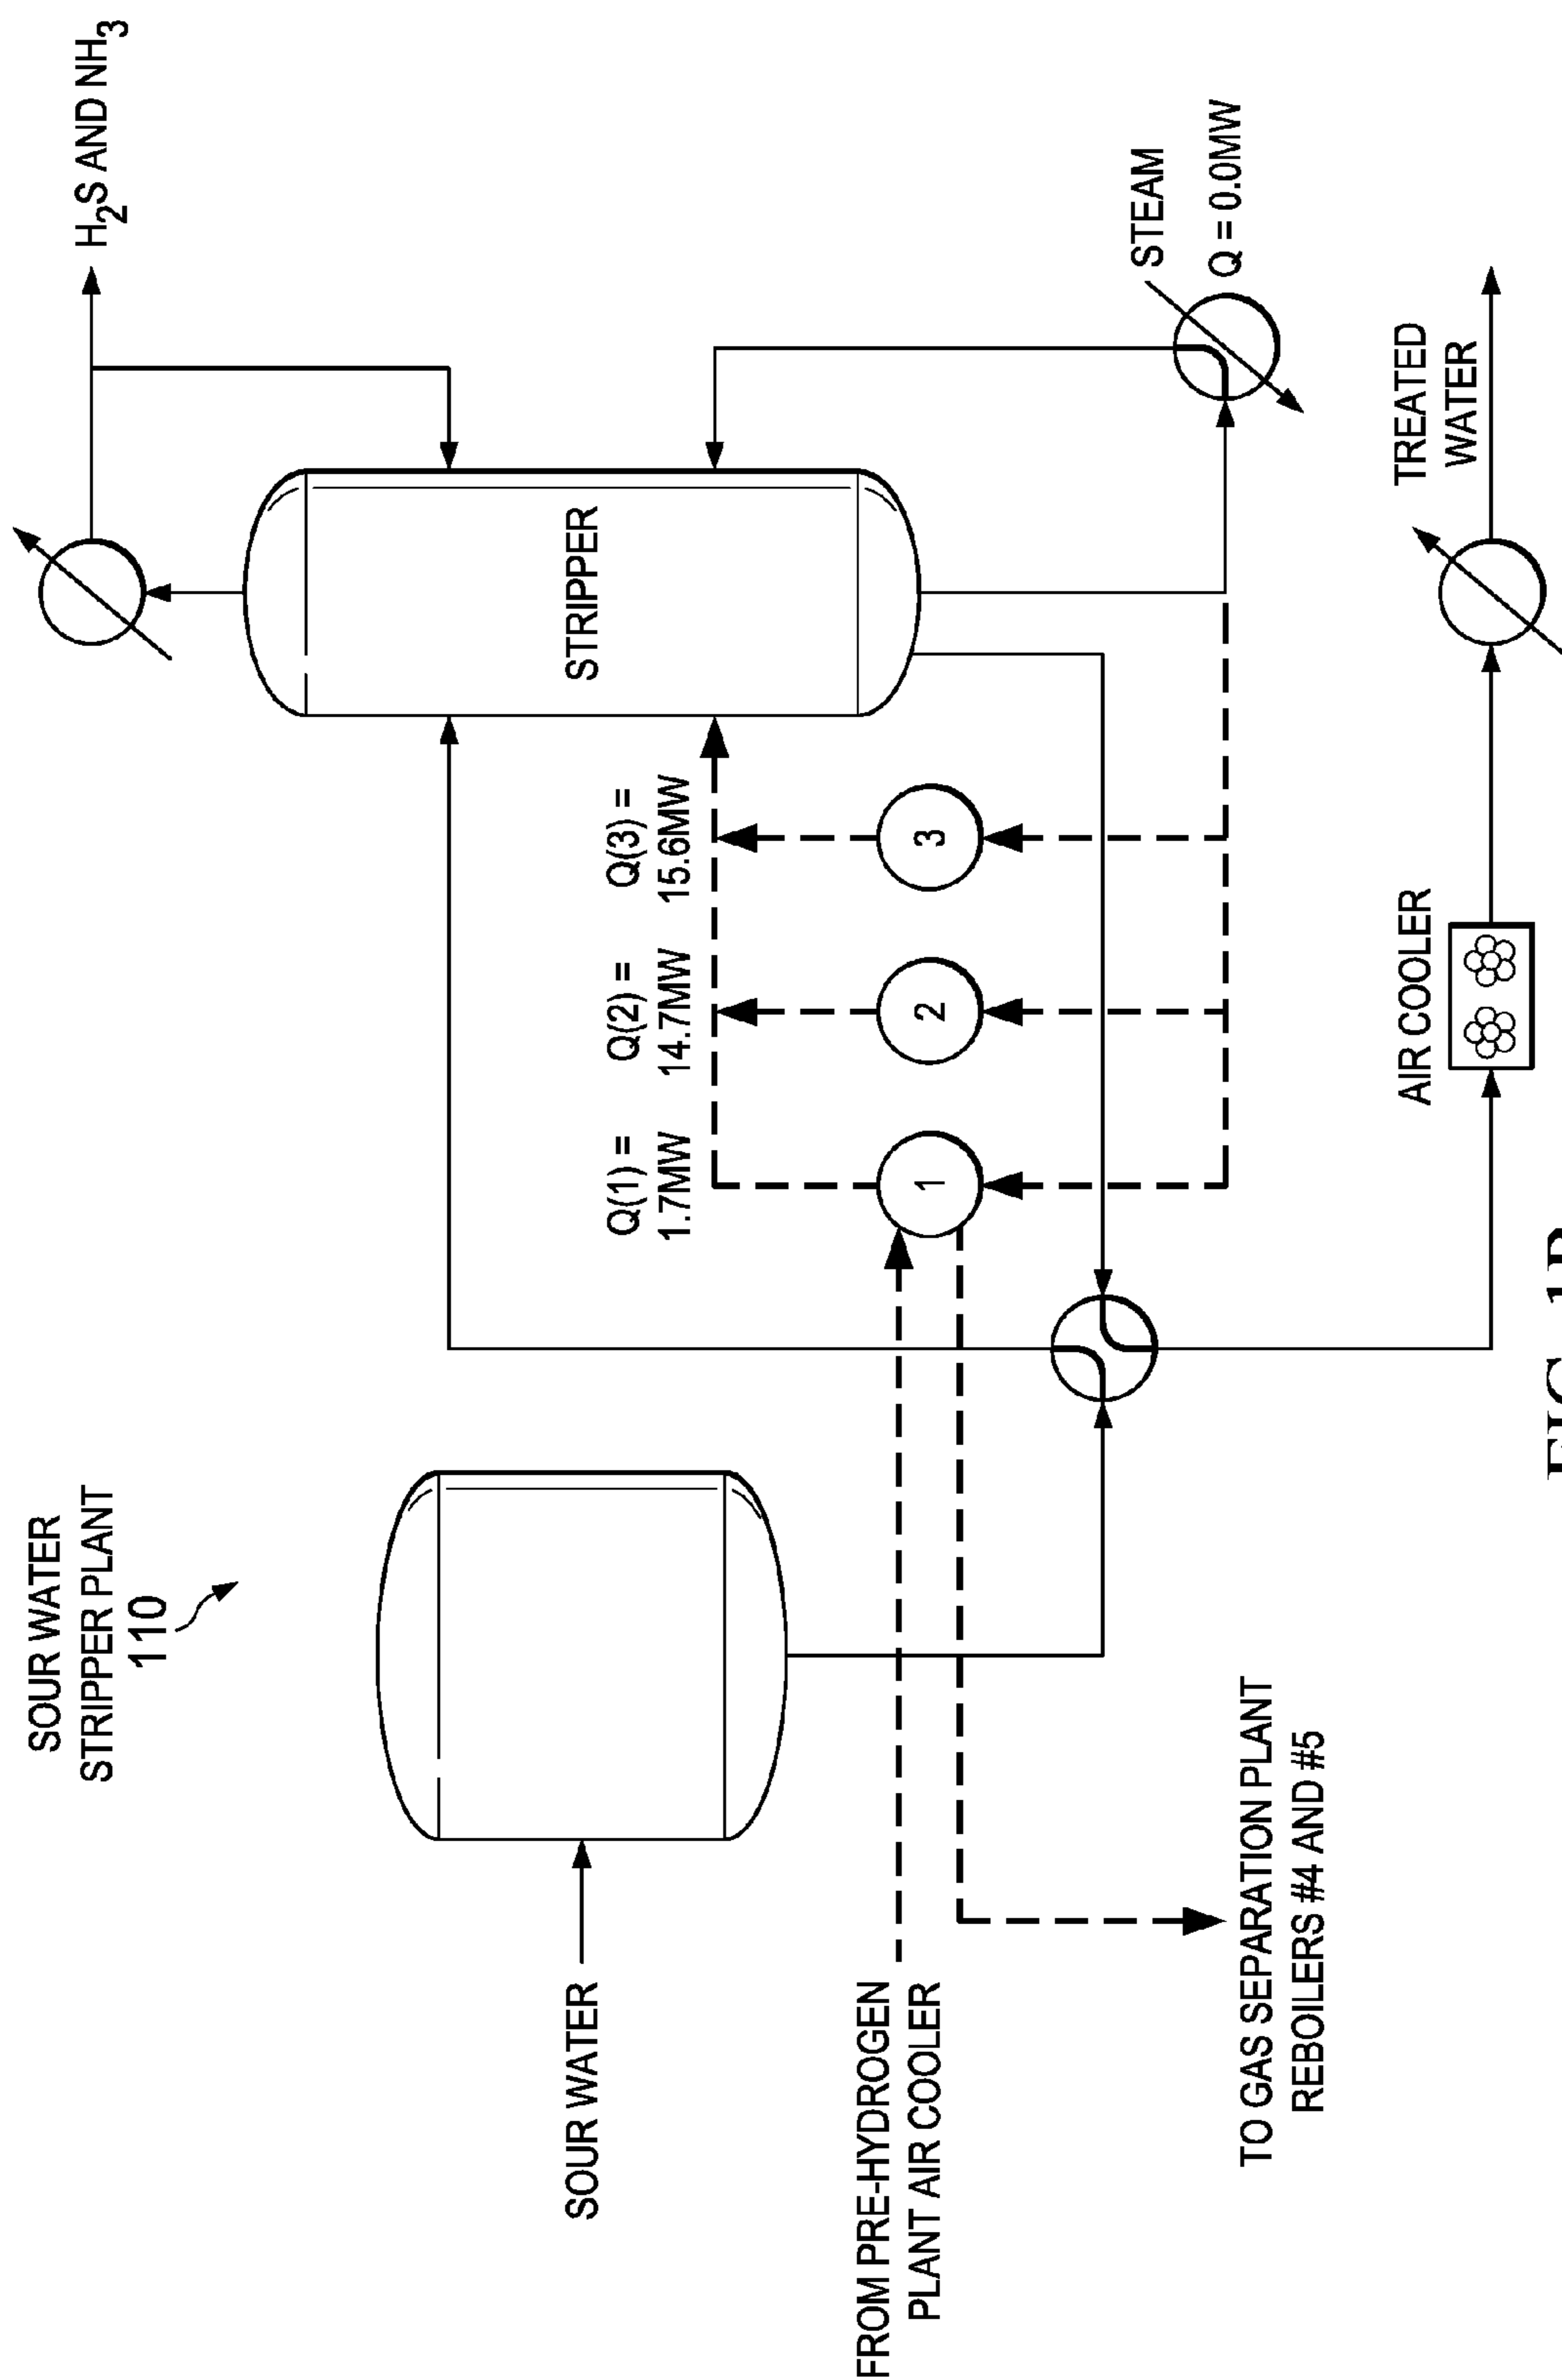 SOUR WATER
STRIPPER PLANT
110
SOUR WATER
FROM PRE-HYDROGEN
PLANT AIR COOLER
TO GAS SEPARATION PLANT
REBOILERS #4 AND #5
Q(1) =
1.7MW
Q(2) =
14.7MW
Q(3) =
15.6MW
1
2
3
STRIPPER
H2S AND NH3
STEAM
Q = 0.0MW
AIR COOLER
TREATED
WATER